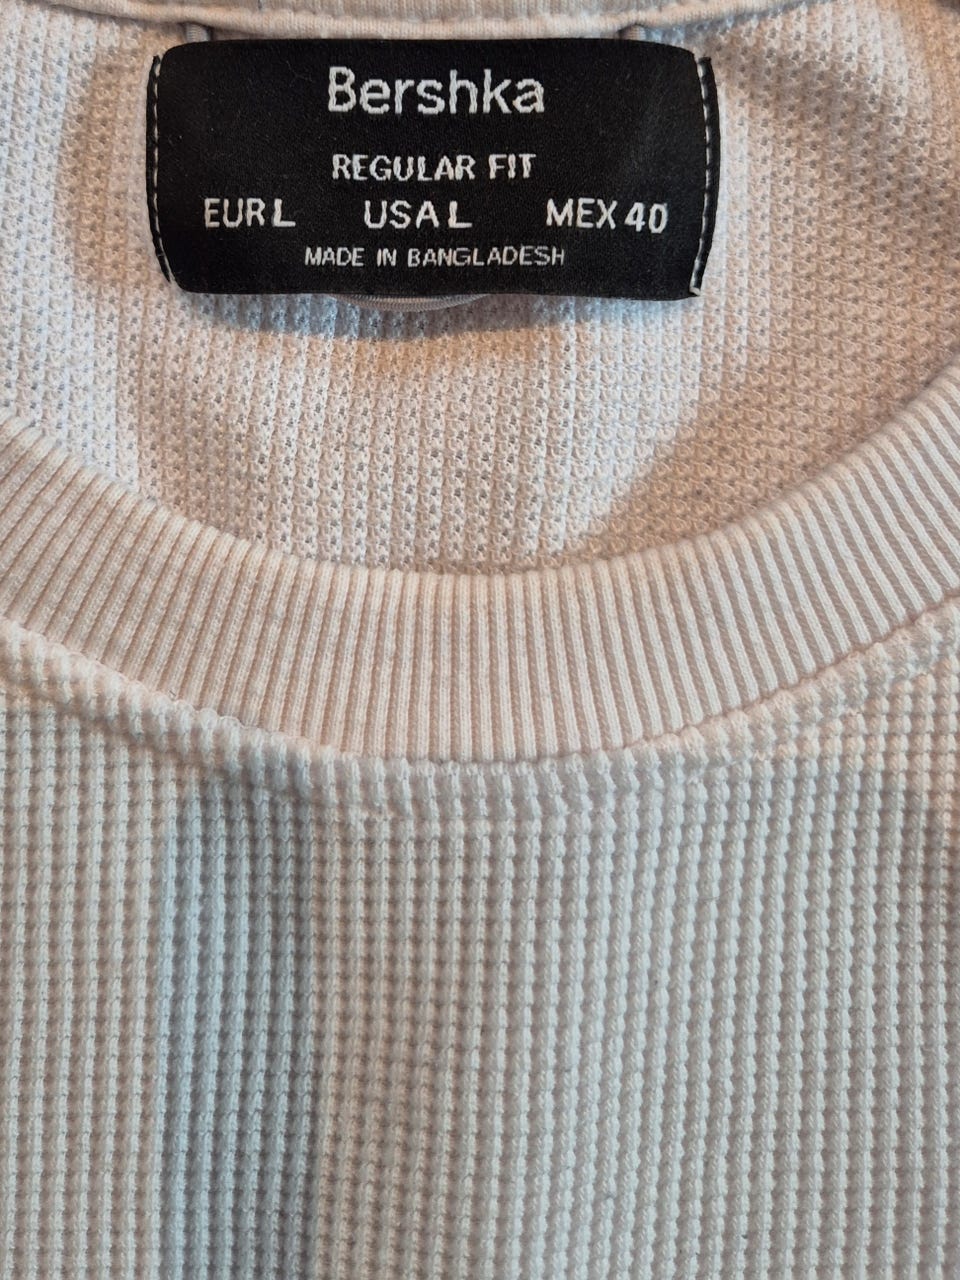 Bershka
REGULAR FIT
EUR L USA L MEX 40
MADE IN BANGLADESH